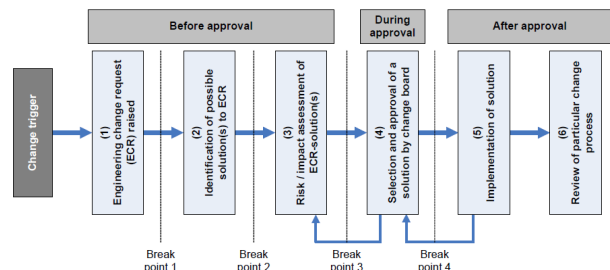 Before approval
During
approval
After approval
Change trigger
(1)
Engineering change request
(ECR) raised
(2)
Identification of possible
solution(s) to ECR
(3)
Risk / impact assessment of
ECR-solution(s)
(4)
Selection and approval of a
solution by change board
(5)
Implementation of solution
(6)
Review of particular change
process
Break
point 1
Break
point 2
Break
point 3
Break
point 4